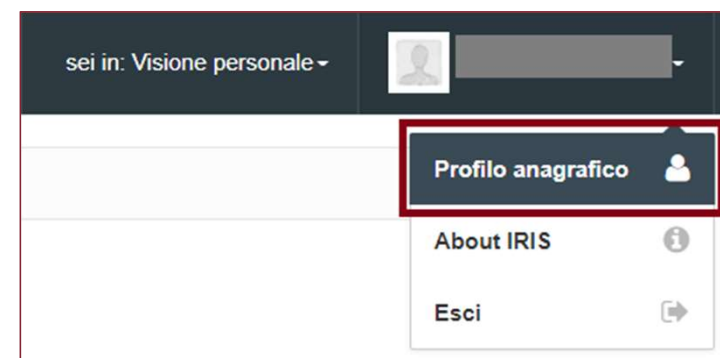 sei in: Visione personale
Profilo anagrafico
About IRIS
Esci